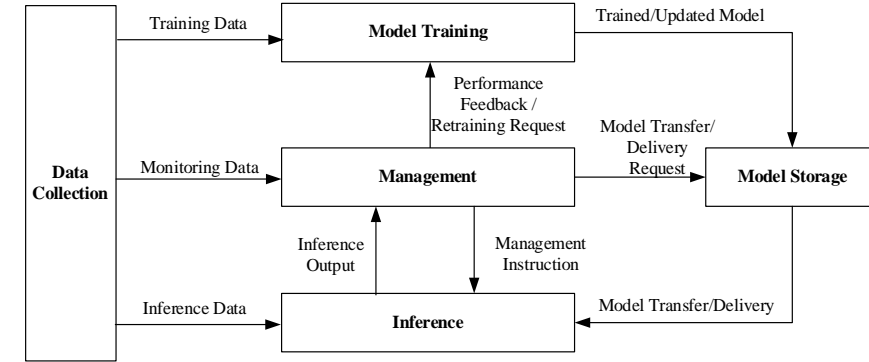 Training Data
Model Training
Trained/Updated Model
Performance
Feedback /
Retraining Request
Model Transfer/
Delivery
Request
Data
Collection
Monitoring Data
Management
Model Storage
Inference
Output
Management
Instruction
Inference Data
Inference
Model Transfer/Delivery